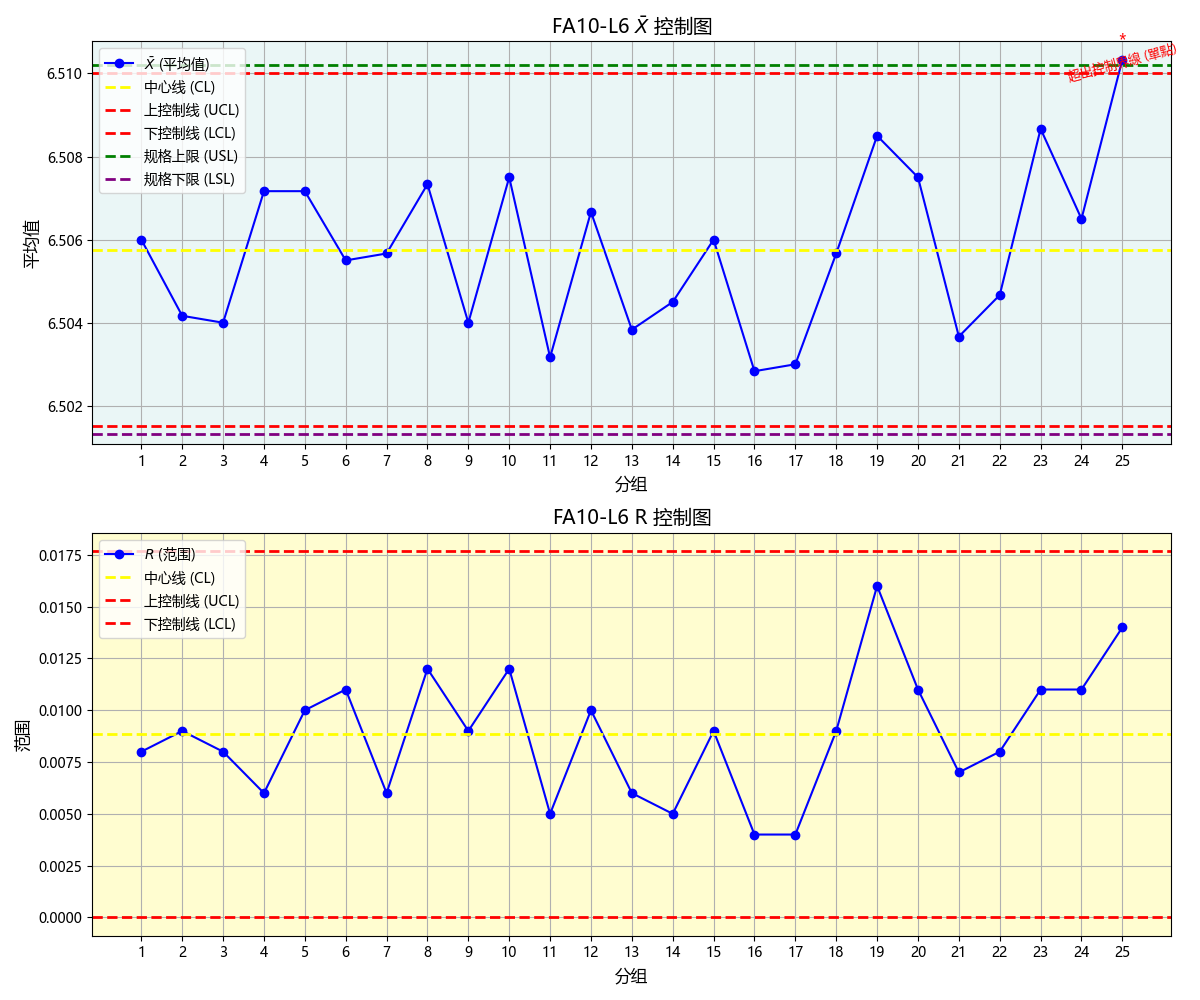 FA10-L6 X̄ 控制图
*
超出控制界線 (單點)
X̄ (平均值)
中心线 (CL)
上控制线 (UCL)
下控制线 (LCL)
规格上限 (USL)
规格下限 (LSL)
6.510
6.508
6.506
6.504
6.502
平均值
1 2 3 4 5 6 7 8 9 10 11 12 13 14 15 16 17 18 19 20 21 22 23 24 25
分组
FA10-L6 R 控制图
R (范围)
中心线 (CL)
上控制线 (UCL)
下控制线 (LCL)
0.0175
0.0150
0.0125
0.0100
0.0075
0.0050
0.0025
0.0000
范围
1 2 3 4 5 6 7 8 9 10 11 12 13 14 15 16 17 18 19 20 21 22 23 24 25
分组